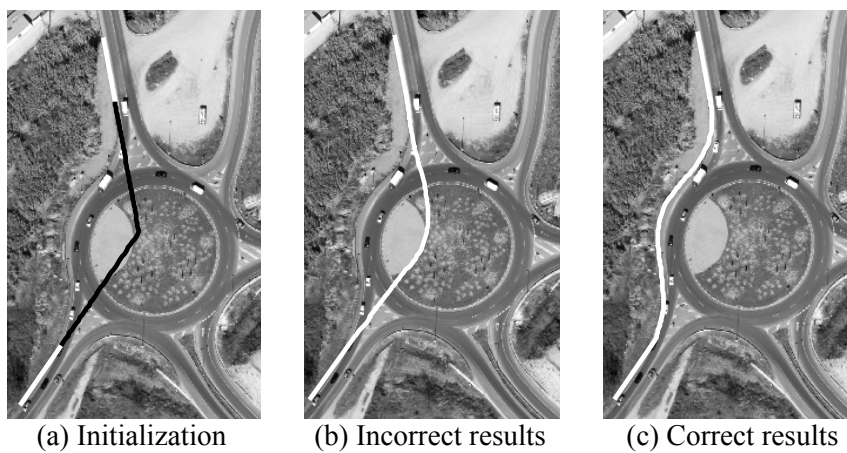 (a) Initialization
(b) Incorrect results
(c) Correct results